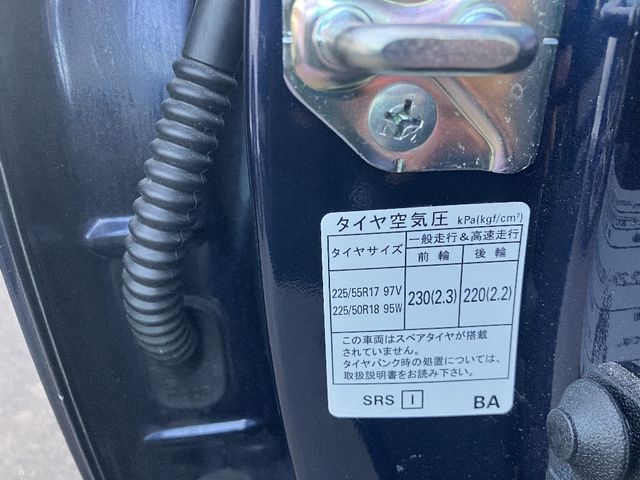 タイヤ空気圧 kPa(kgf/cm²)
タイヤサイズ 一般走行 & 高速走行
前輪 後輪
225/55R17 97V 230(2.3) 220(2.2)
225/50R18 95W
この車両はスペアタイヤが搭載
されていません。
タイヤパンク時の処置については、
取扱説明書をお読み下さい。
SRS I BA